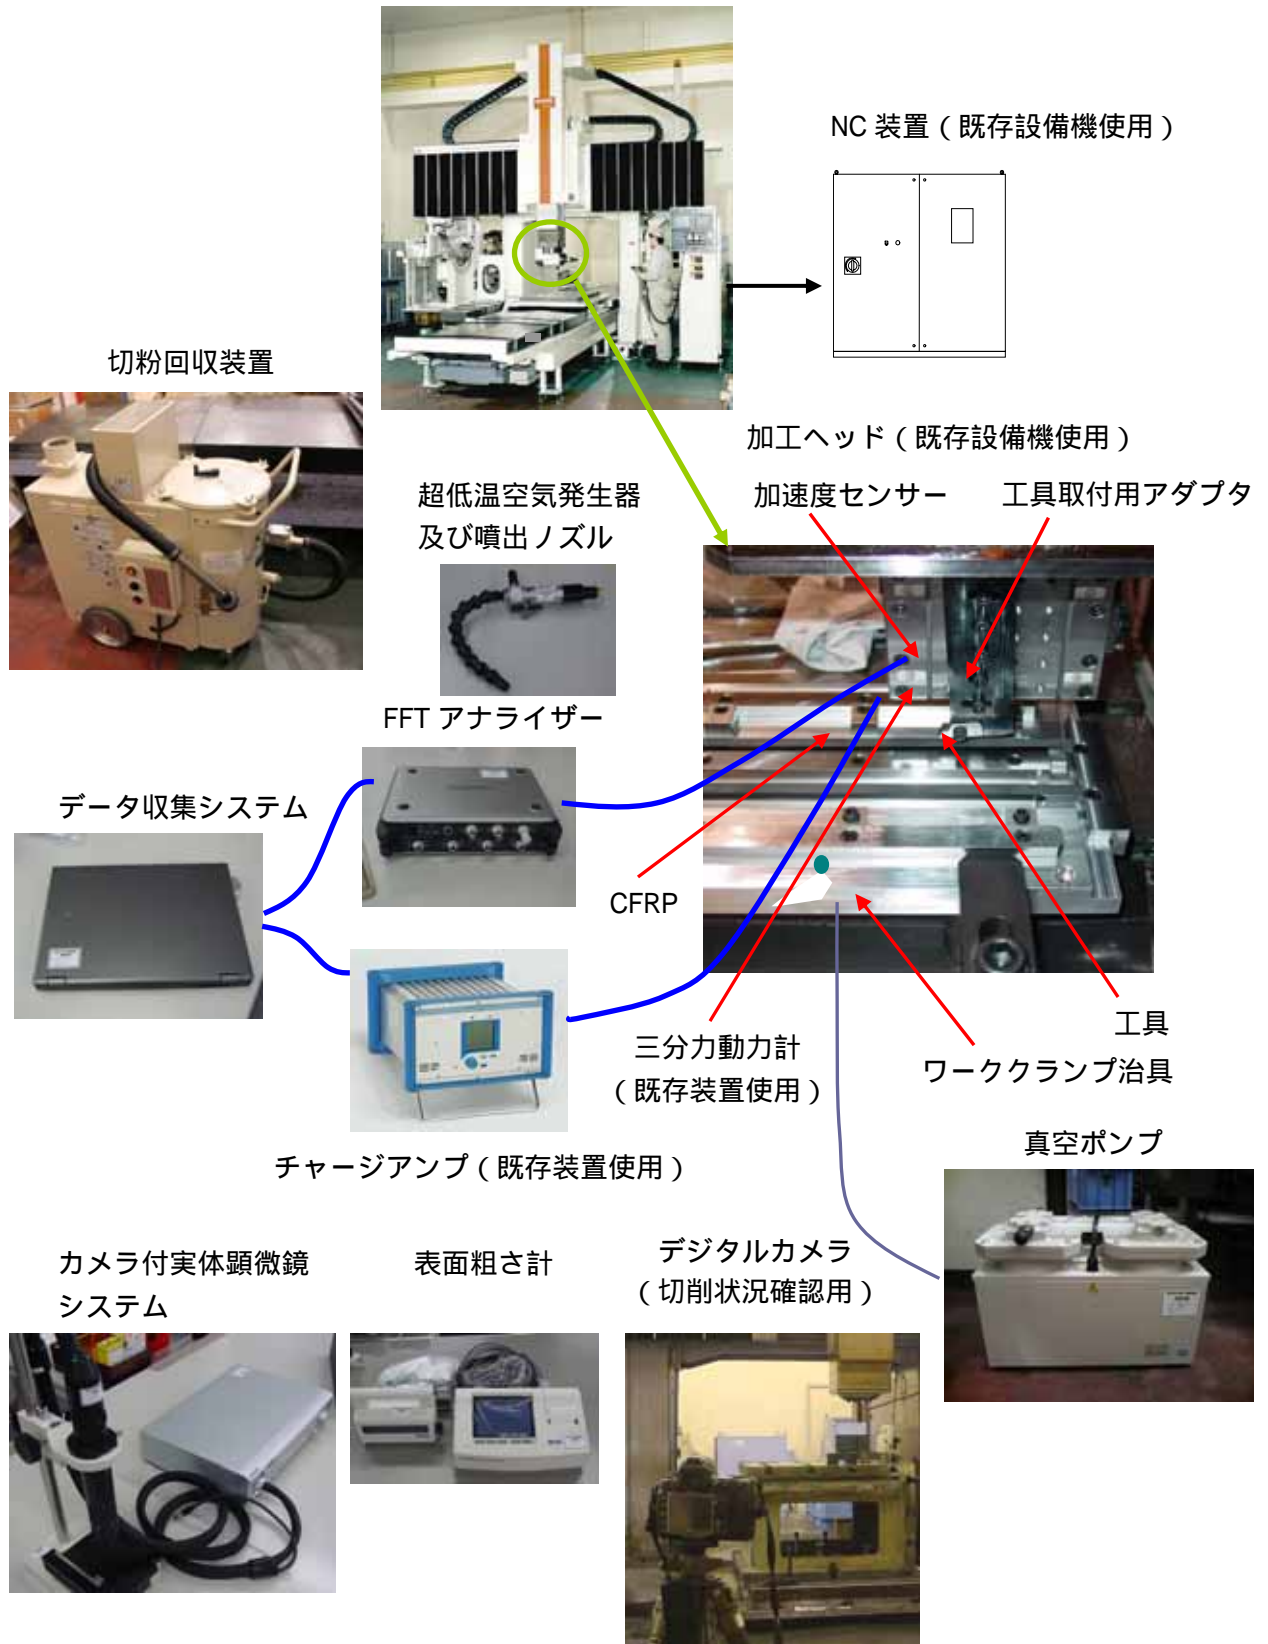 NC 装置(既存設備機使用)
切粉回収装置
加工ヘッド(既存設備機使用)
超低温空気発生器
及び噴出ノズル
加速度センサー
工具取付用アダプタ
FFT アナライザー
データ収集システム
CFRP
工具
三分力動力計
(既存装置使用)
ワーククランプ治具
真空ポンプ
チャージアンプ(既存装置使用)
カメラ付実体顕微鏡
システム
表面粗さ計
デジタルカメラ
(切削状況確認用)